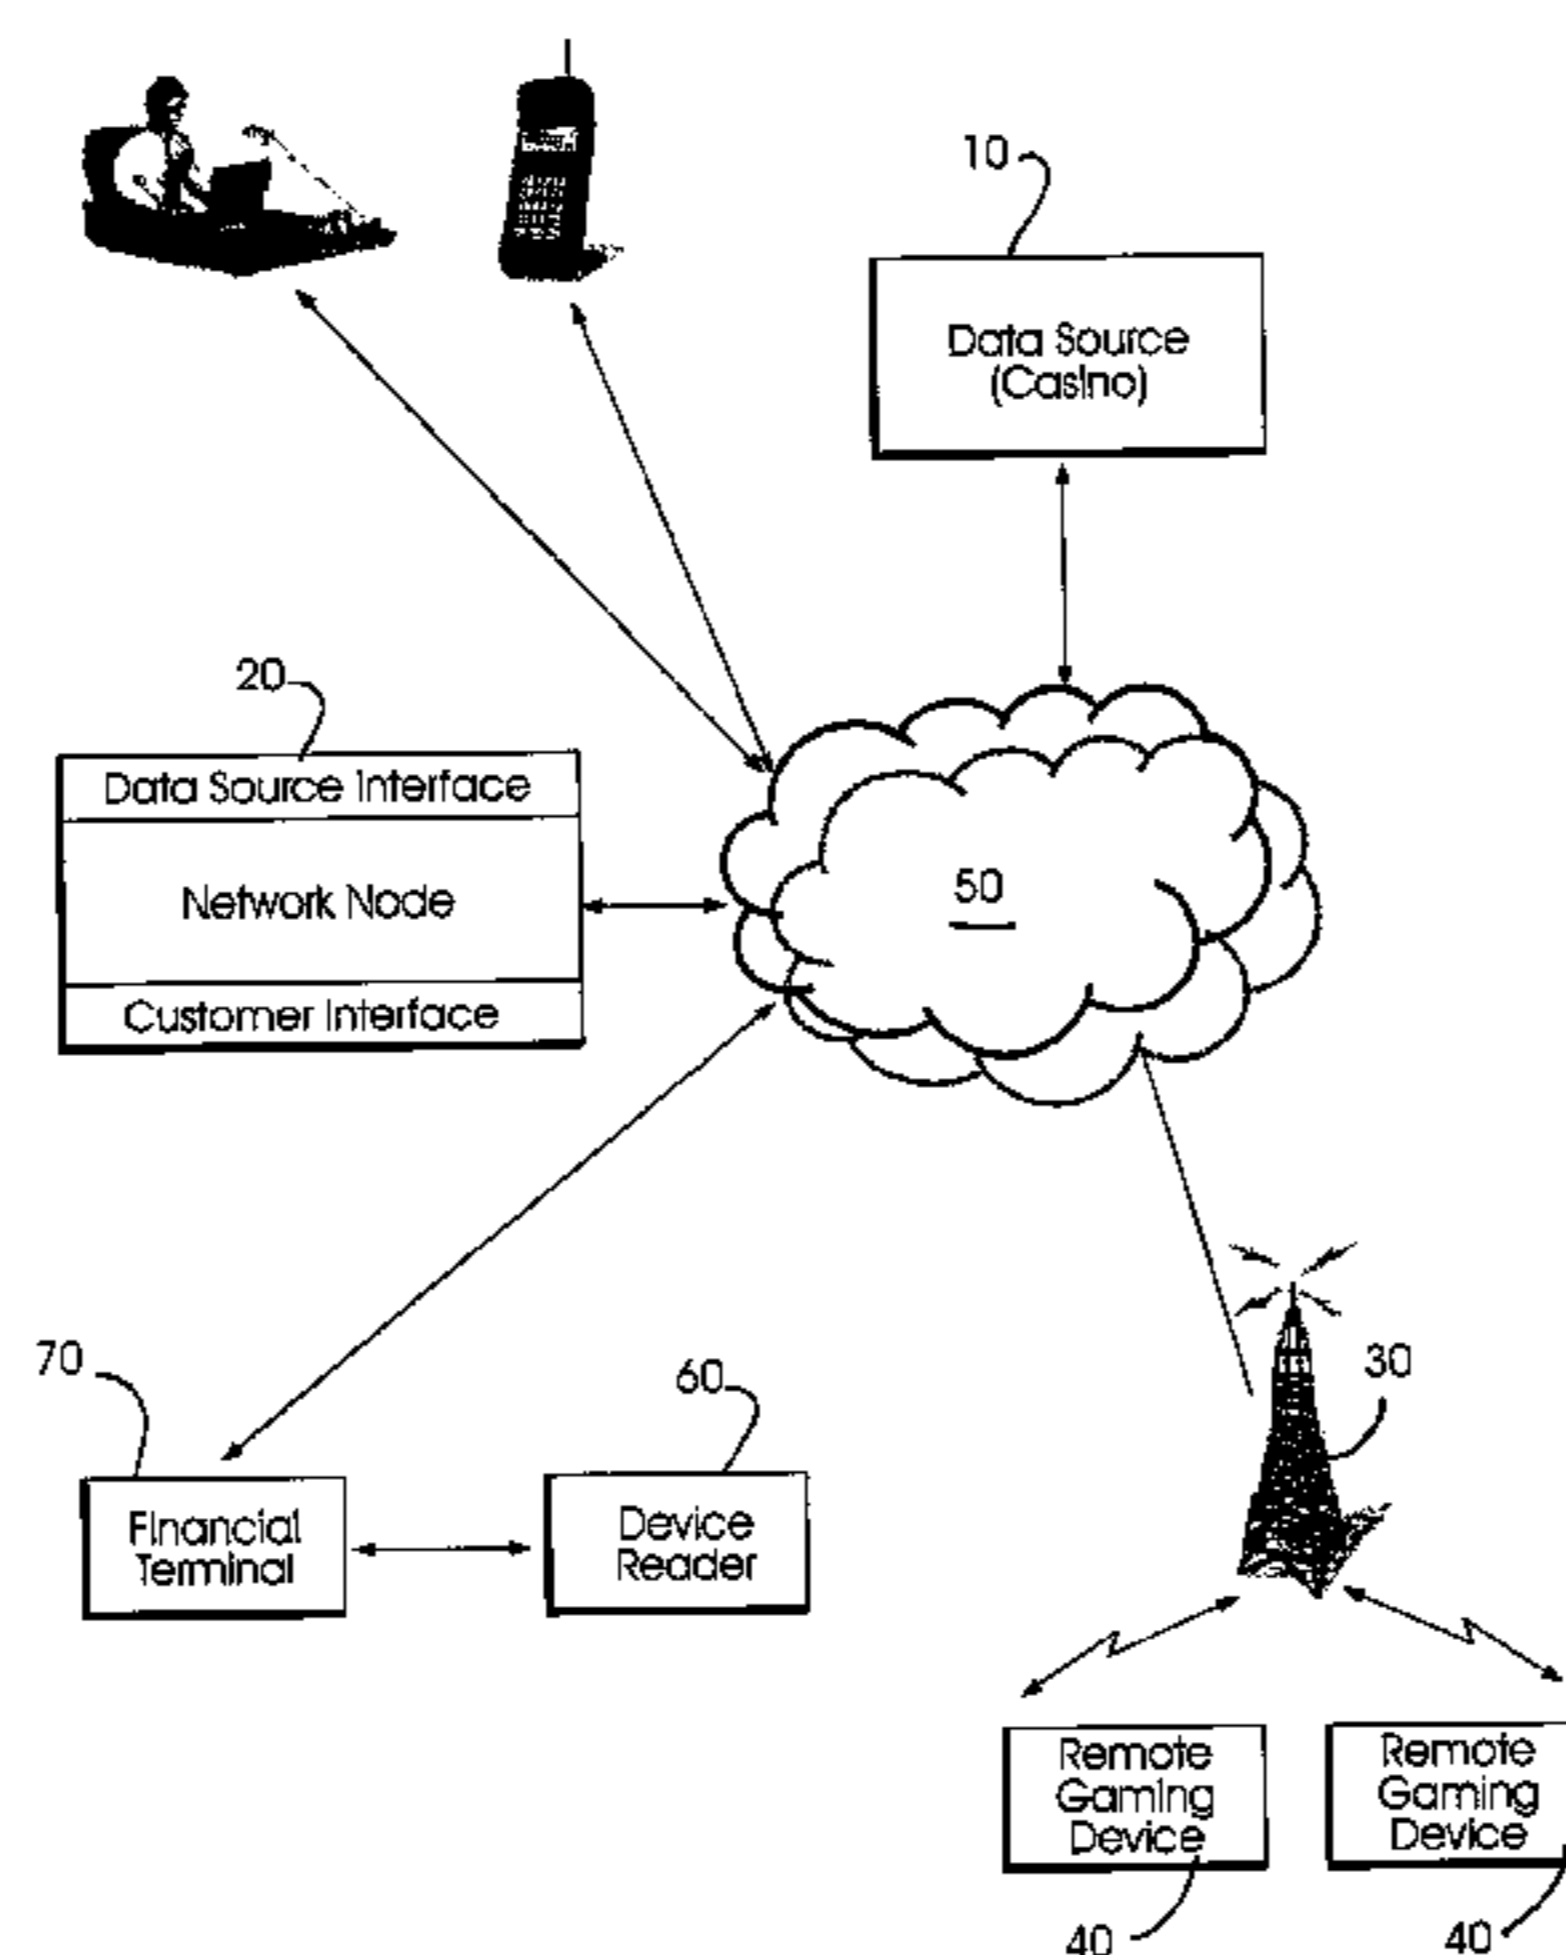 10
Data Source
(Casino)
20
Data Source Interface
Network Node
Customer Interface
50
70
60
30
Financial
Terminal
Device
Reader
Remote
Gaming
Device
Remote
Gaming
Device
40
40